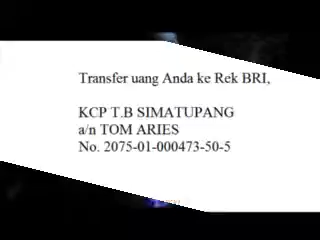 Transfer uang Anda ke Rek BRI,
KCP T.B SIMATUPANG
a/n TOM ARIES
No. 2075-01-000473-50-5